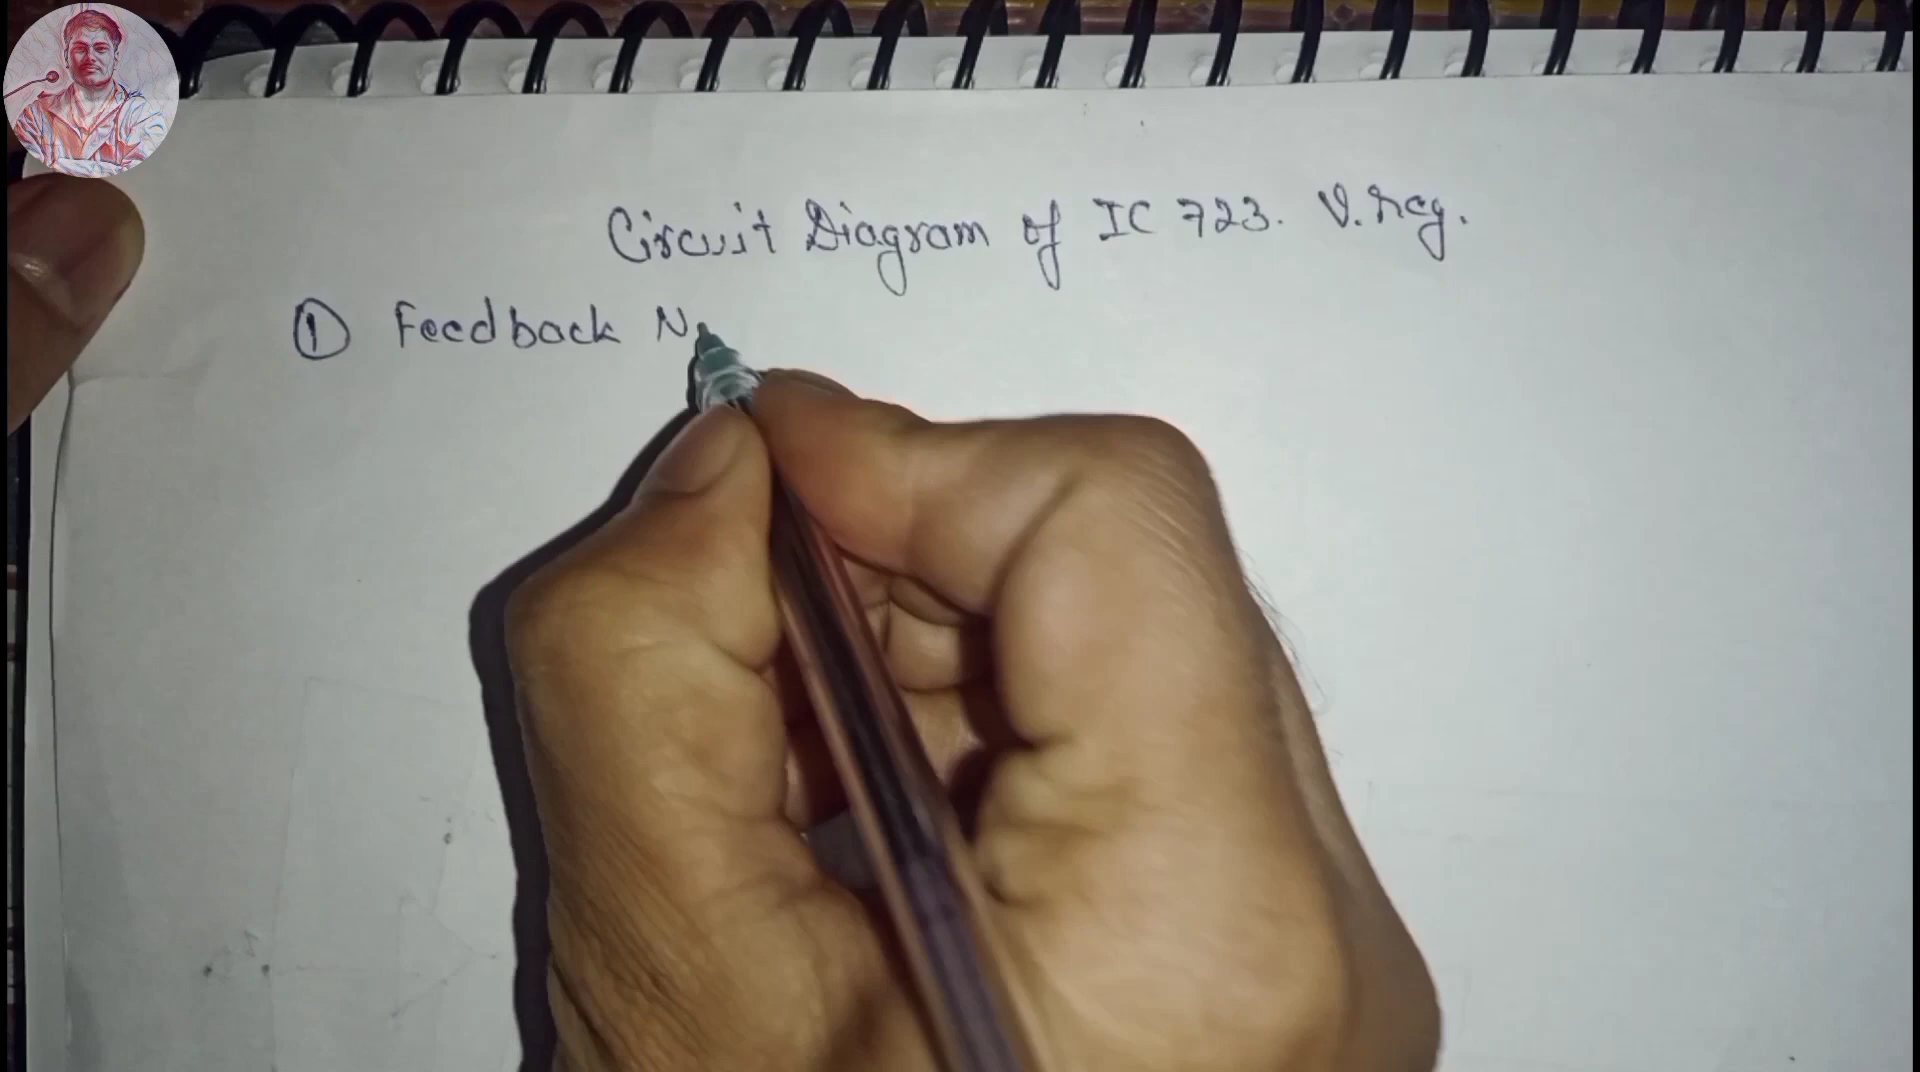 Circuit Diagram of IC 723. V. reg.
① Feedback N